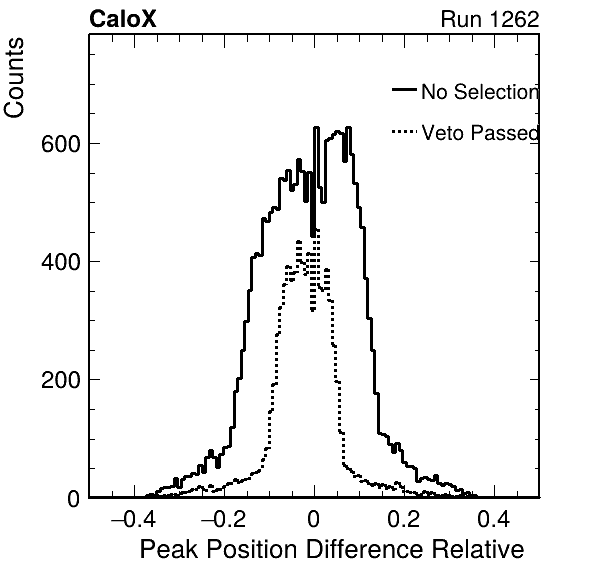 CaloX Run 1262
Counts
No Selection
Veto Passed
600
400
200
0
−0.4 −0.2 0 0.2 0.4
Peak Position Difference Relative